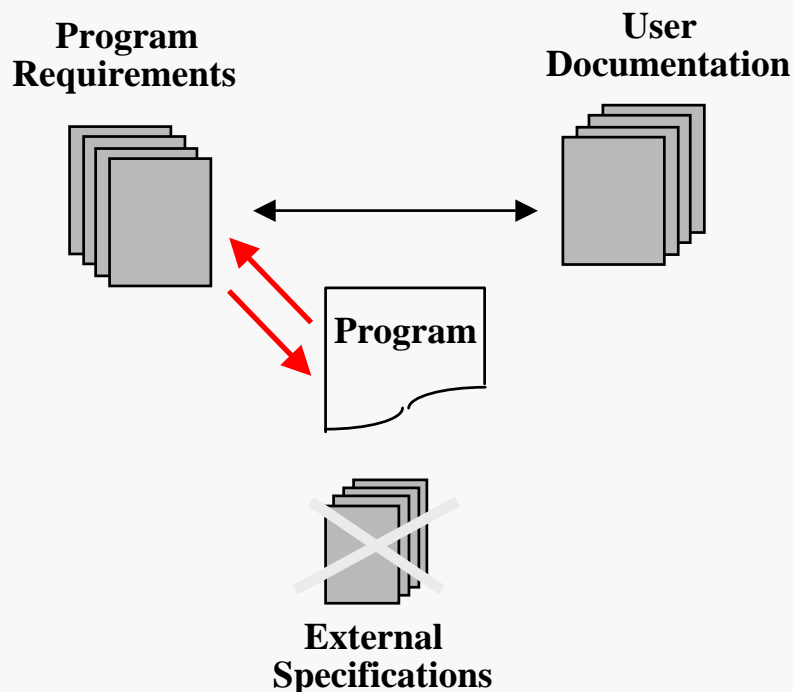 Program
Requirements
User
Documentation
Program
External
Specifications